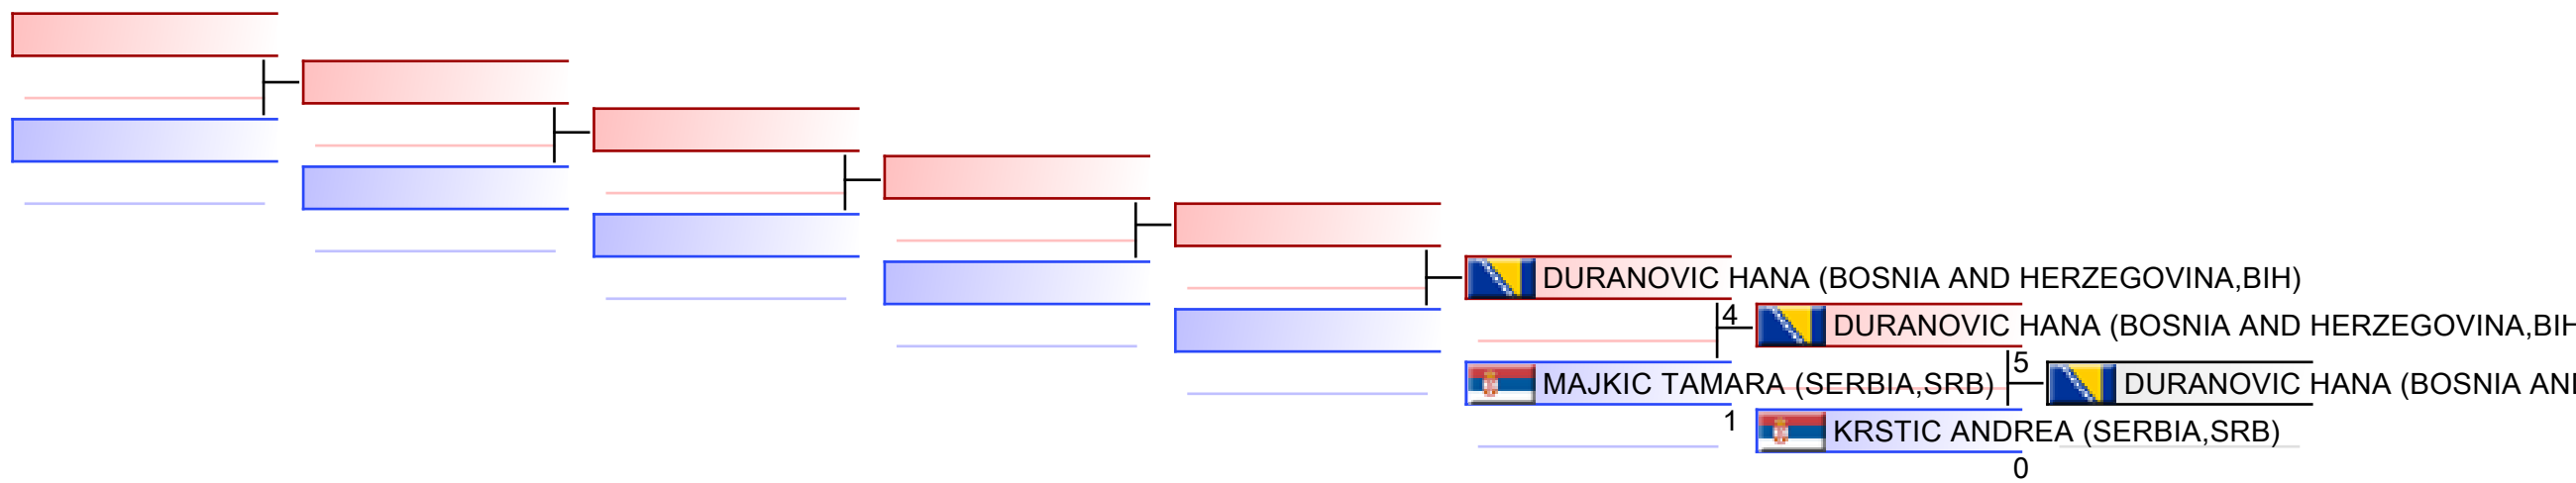 DURANOVIC HANA (BOSNIA AND HERZEGOVINA,BIH)
4
DURANOVIC HANA (BOSNIA AND HERZEGOVINA,BIH
5
MAJKIC TAMARA (SERBIA,SRB)
DURANOVIC HANA (BOSNIA AND
1
KRSTIC ANDREA (SERBIA,SRB)
0